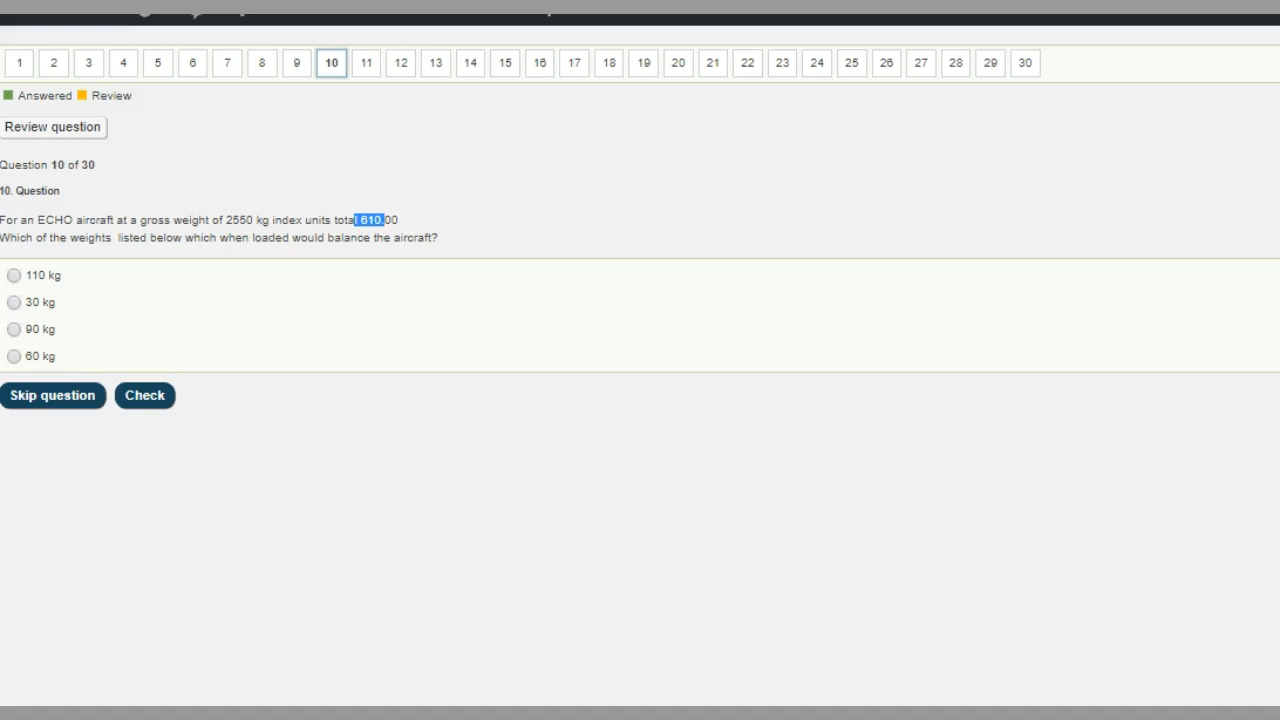 1 2 3 4 5 6 7 8 9 10 11 12 13 14 15 16 17 18 19 20 21 22 23 24 25 26 27 28 29 30
Answered Review
Review question
Question 10 of 30
10. Question
For an ECHO aircraft at a gross weight of 2550 kg index units total 610.00
Which of the weights listed below which when loaded would balance the aircraft?
110 kg
30 kg
90 kg
60 kg
Skip question Check